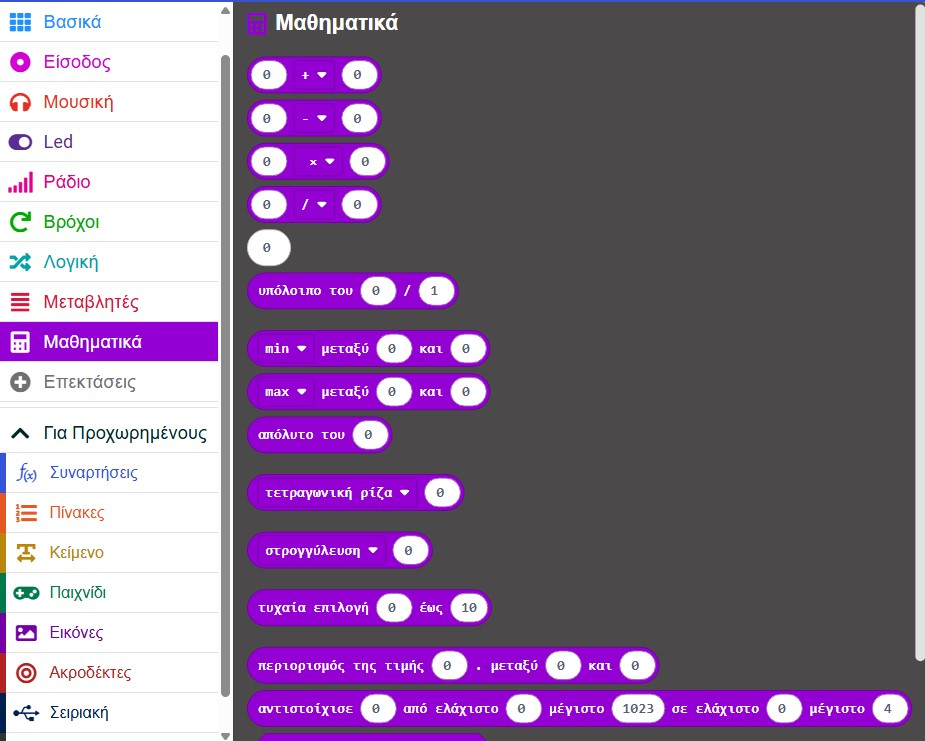 Βασικά
Είσοδος
Μουσική
Led
Ράδιο
Βρόχοι
Λογική
Μεταβλητές
Μαθηματικά
Επεκτάσεις
Για Προχωρημένους
f(x) Συναρτήσεις
Πίνακες
Κείμενο
Παιχνίδι
Εικόνες
Ακροδέκτες
Σειριακή
Μαθηματικά
0 + 0
0 - 0
0 × 0
0 / 0
0
υπόλοιπο του 0 / 1
min μεταξύ 0 και 0
max μεταξύ 0 και 0
απόλυτο του 0
τετραγωνική ρίζα 0
στρογγύλευση 0
τυχαία επιλογή 0 έως 10
περιορισμός της τιμής 0 . μεταξύ 0 και 0
αντιστοίχισε 0 από ελάχιστο 0 μέγιστο 1023 σε ελάχιστο 0 μέγιστο 4